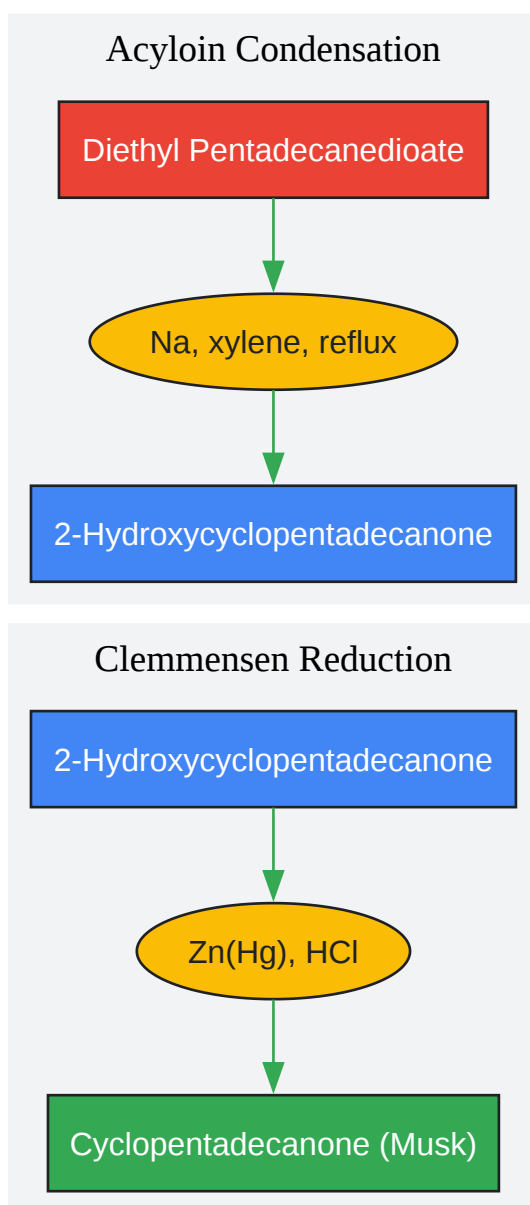 Acyloin Condensation
Diethyl Pentadecanedioate
Na, xylene, reflux
2-Hydroxycyclopentadecanone
Clemmensen Reduction
2-Hydroxycyclopentadecanone
Zn(Hg), HCl
Cyclopentadecanone (Musk)